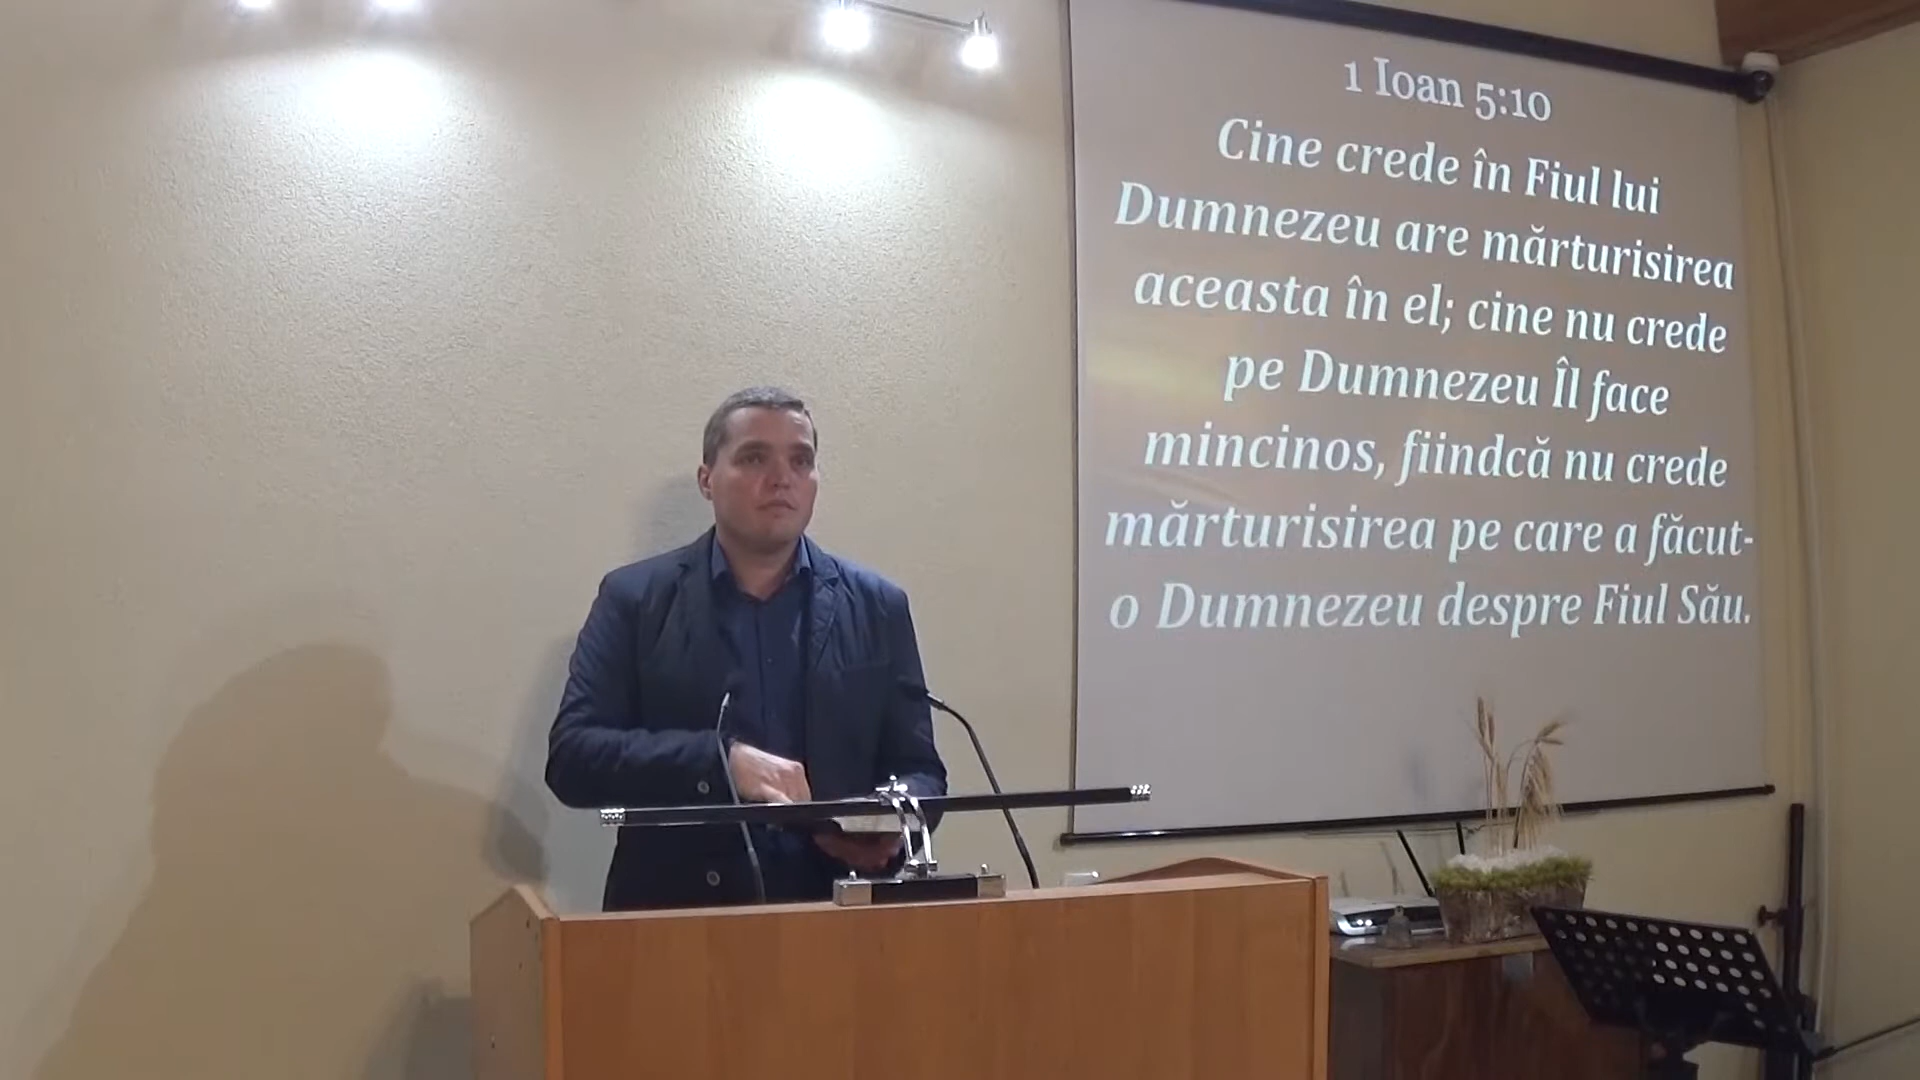 1 Ioan 5:10
Cine crede în Fiul lui
Dumnezeu are mărturisirea
aceasta în el; cine nu crede
pe Dumnezeu Îl face
mincinos, fiindcă nu crede
mărturisirea pe care a făcut-
o Dumnezeu despre Fiul Său.